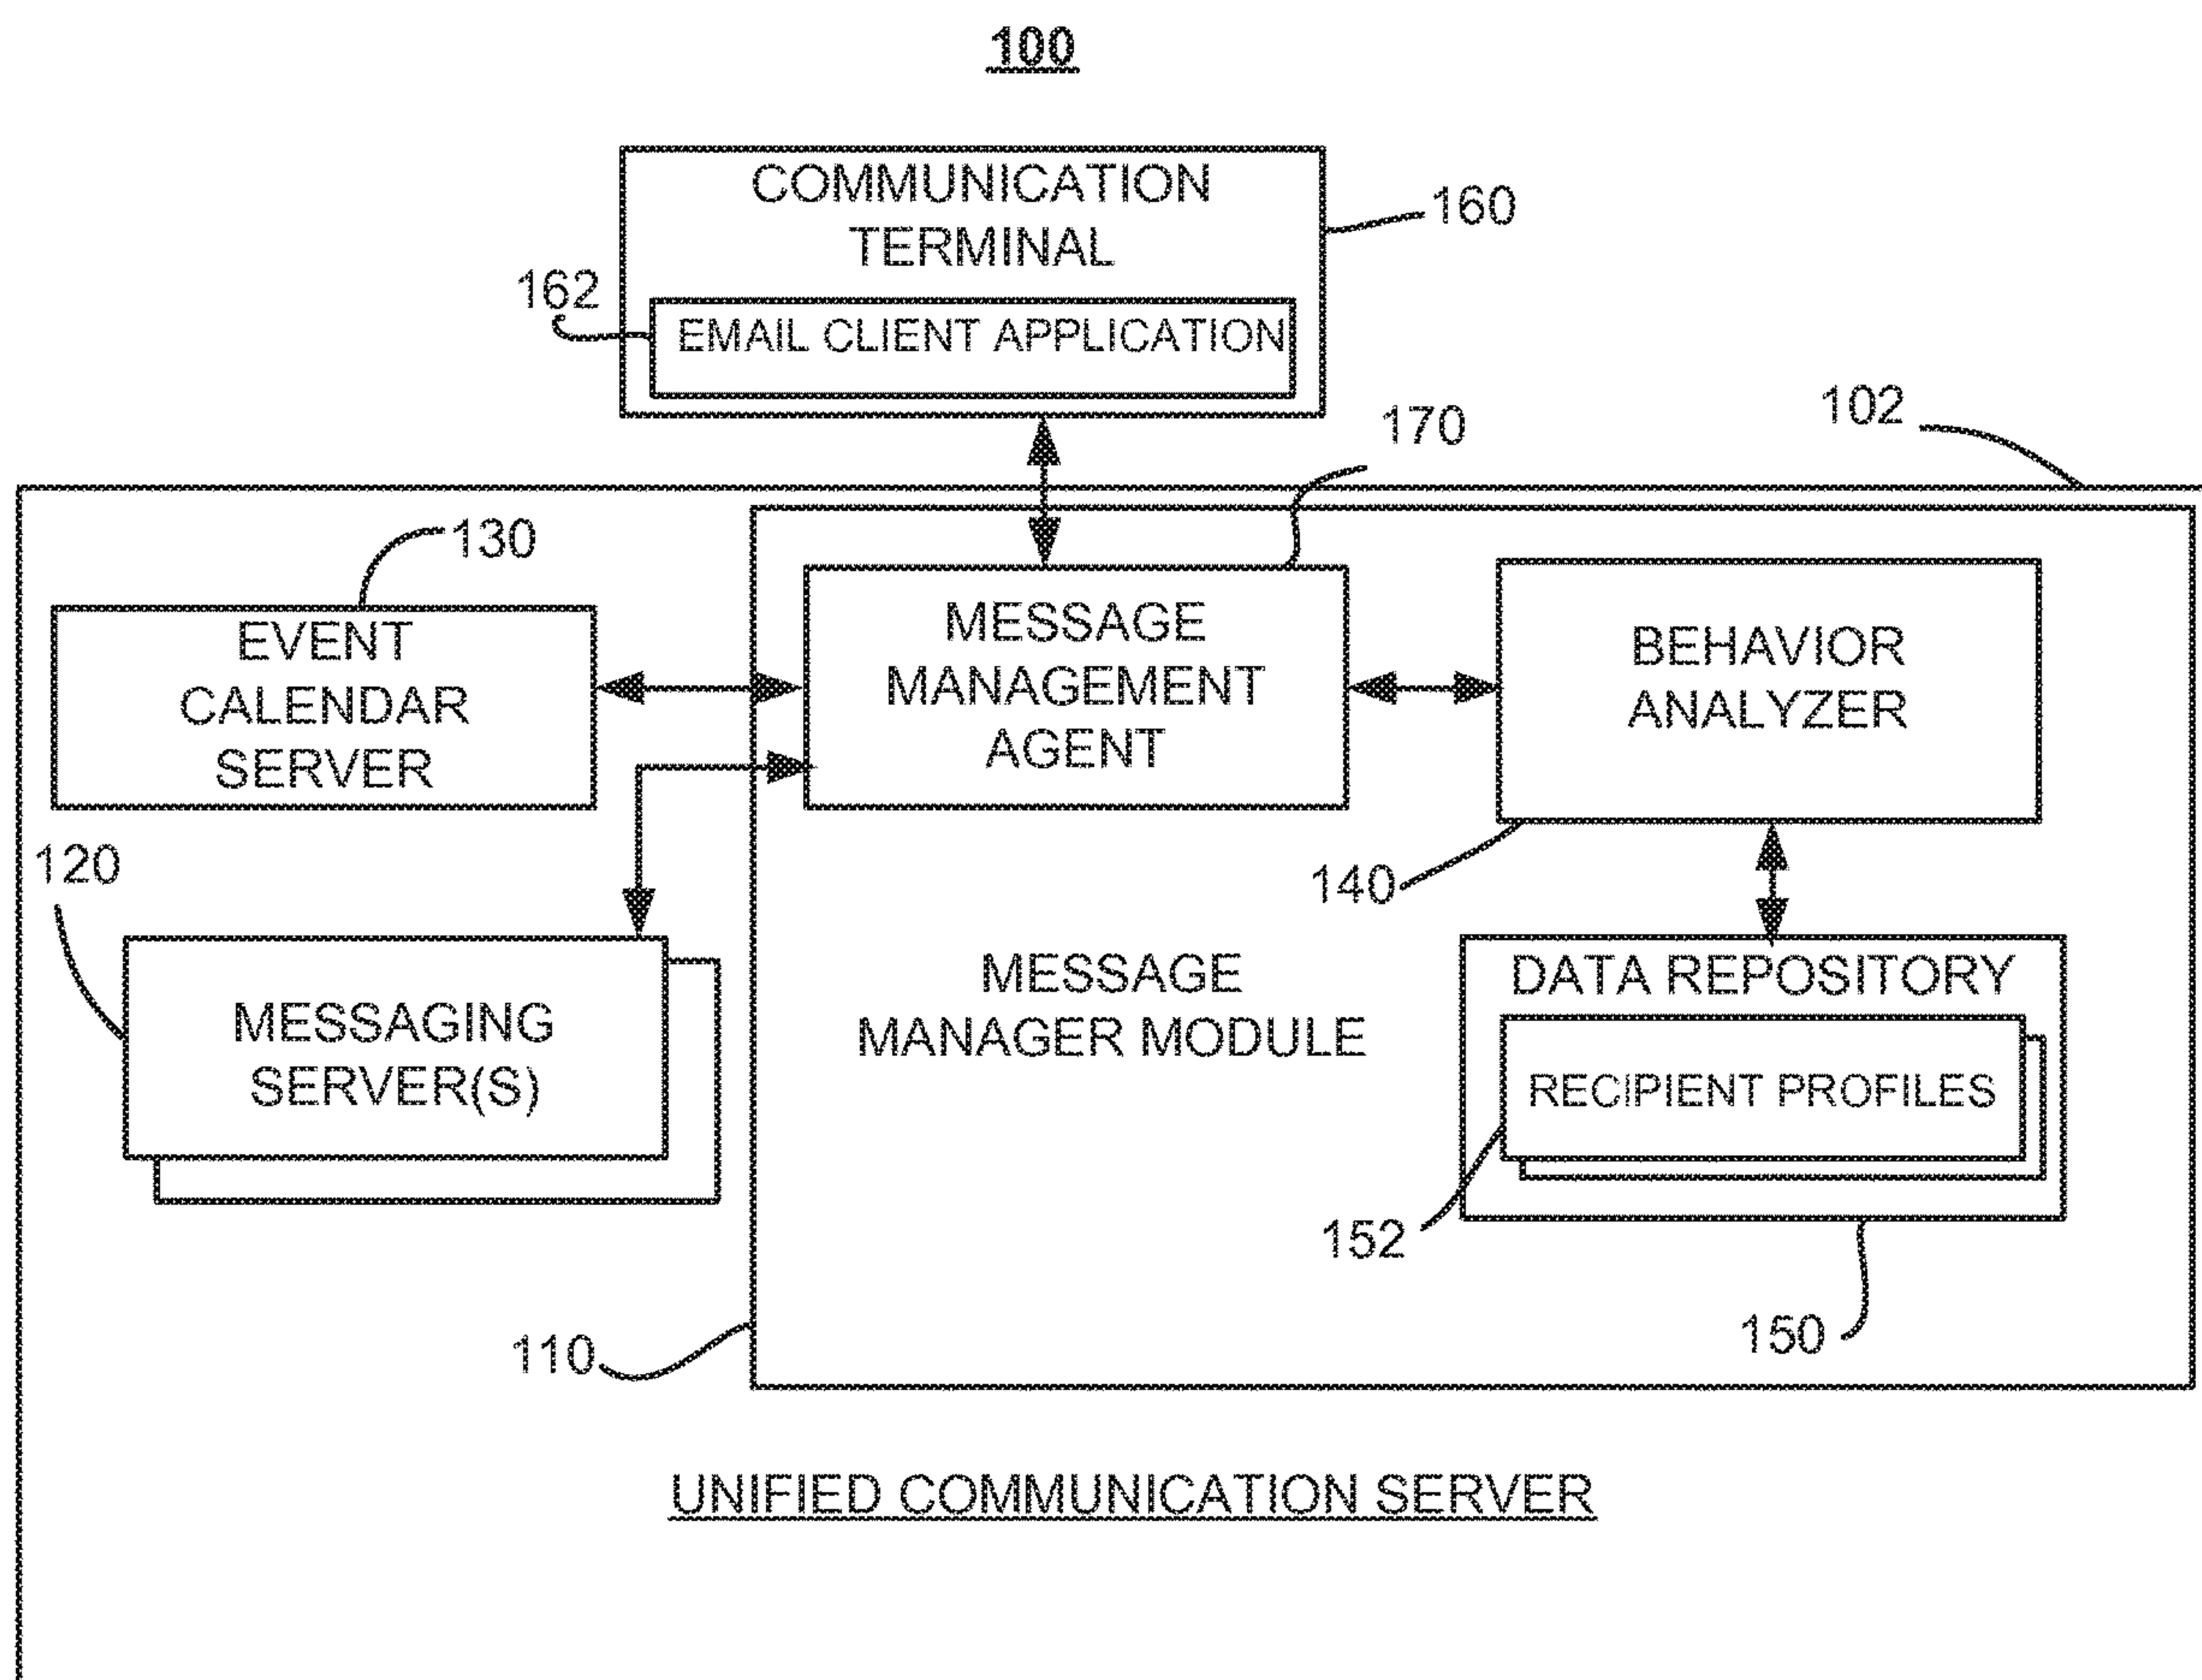 100
COMMUNICATION
TERMINAL
160
162
EMAIL CLIENT APPLICATION
102
170
130
EVENT
CALENDAR
SERVER
MESSAGE
MANAGEMENT
AGENT
BEHAVIOR
ANALYZER
120
140
MESSAGING
SERVER(S)
MESSAGE
MANAGER MODULE
DATA REPOSITORY
RECIPIENT PROFILES
152
150
110
UNIFIED COMMUNICATION SERVER